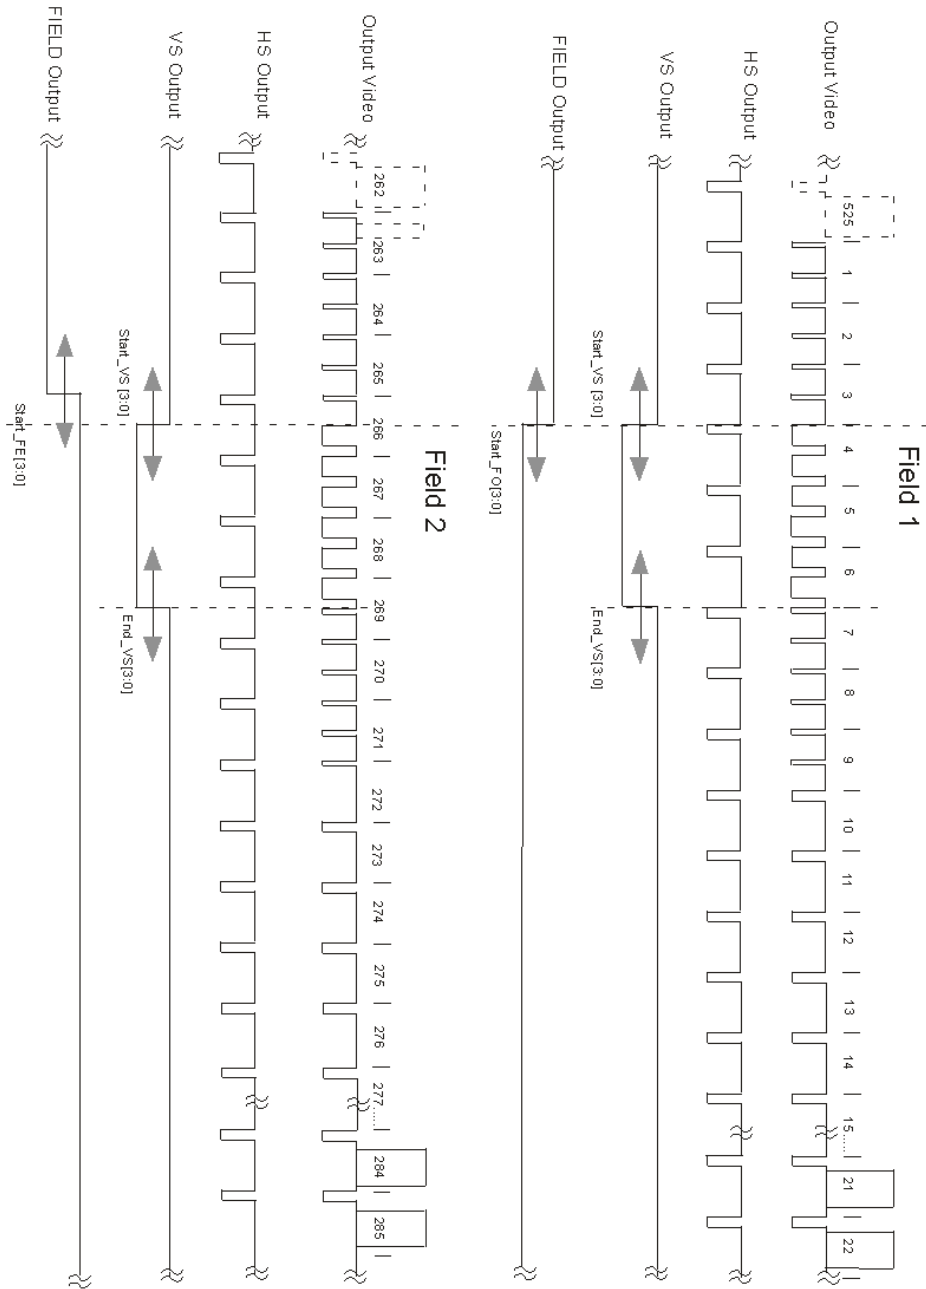 Field 1
Output Video
525
1
2
3
4
5
6
7
8
9
10
11
12
13
14
15......
21
22
HS Output
VS Output
Start_VS [3:0]
End_VS[3:0]
FIELD Output
Start_FO[3:0]
Field 2
Output Video
262
263
264
265
266
267
268
269
270
271
272
273
274
275
276
277......
284
285
HS Output
VS Output
Start_VS [3:0]
End_VS[3:0]
FIELD Output
Start_FE[3:0]